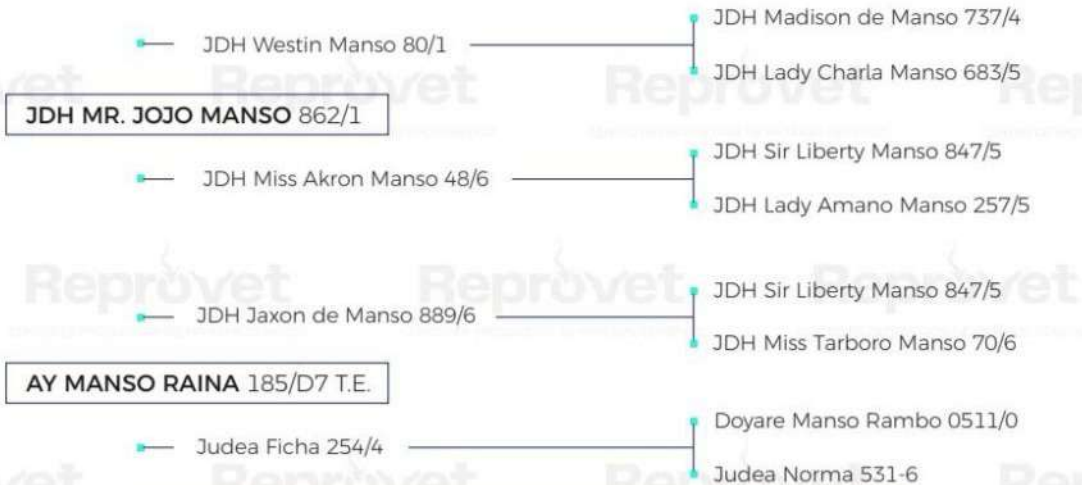 JDH Madison de Manso 737/4
JDH Westin Manso 80/1
JDH Lady Charla Manso 683/5
JDH MR. JOJO MANSO 862/1
JDH Sir Liberty Manso 847/5
JDH Miss Akron Manso 48/6
JDH Lady Amano Manso 257/5
Reprovet Reprovet Reprovet
JDH Sir Liberty Manso 847/5
JDH Jaxon de Manso 889/6
JDH Miss Tarboro Manso 70/6
AY MANSO RAINA 185/D7 T.E.
Doyare Manso Rambo 0511/0
Judea Ficha 254/4
Judea Norma 531-6